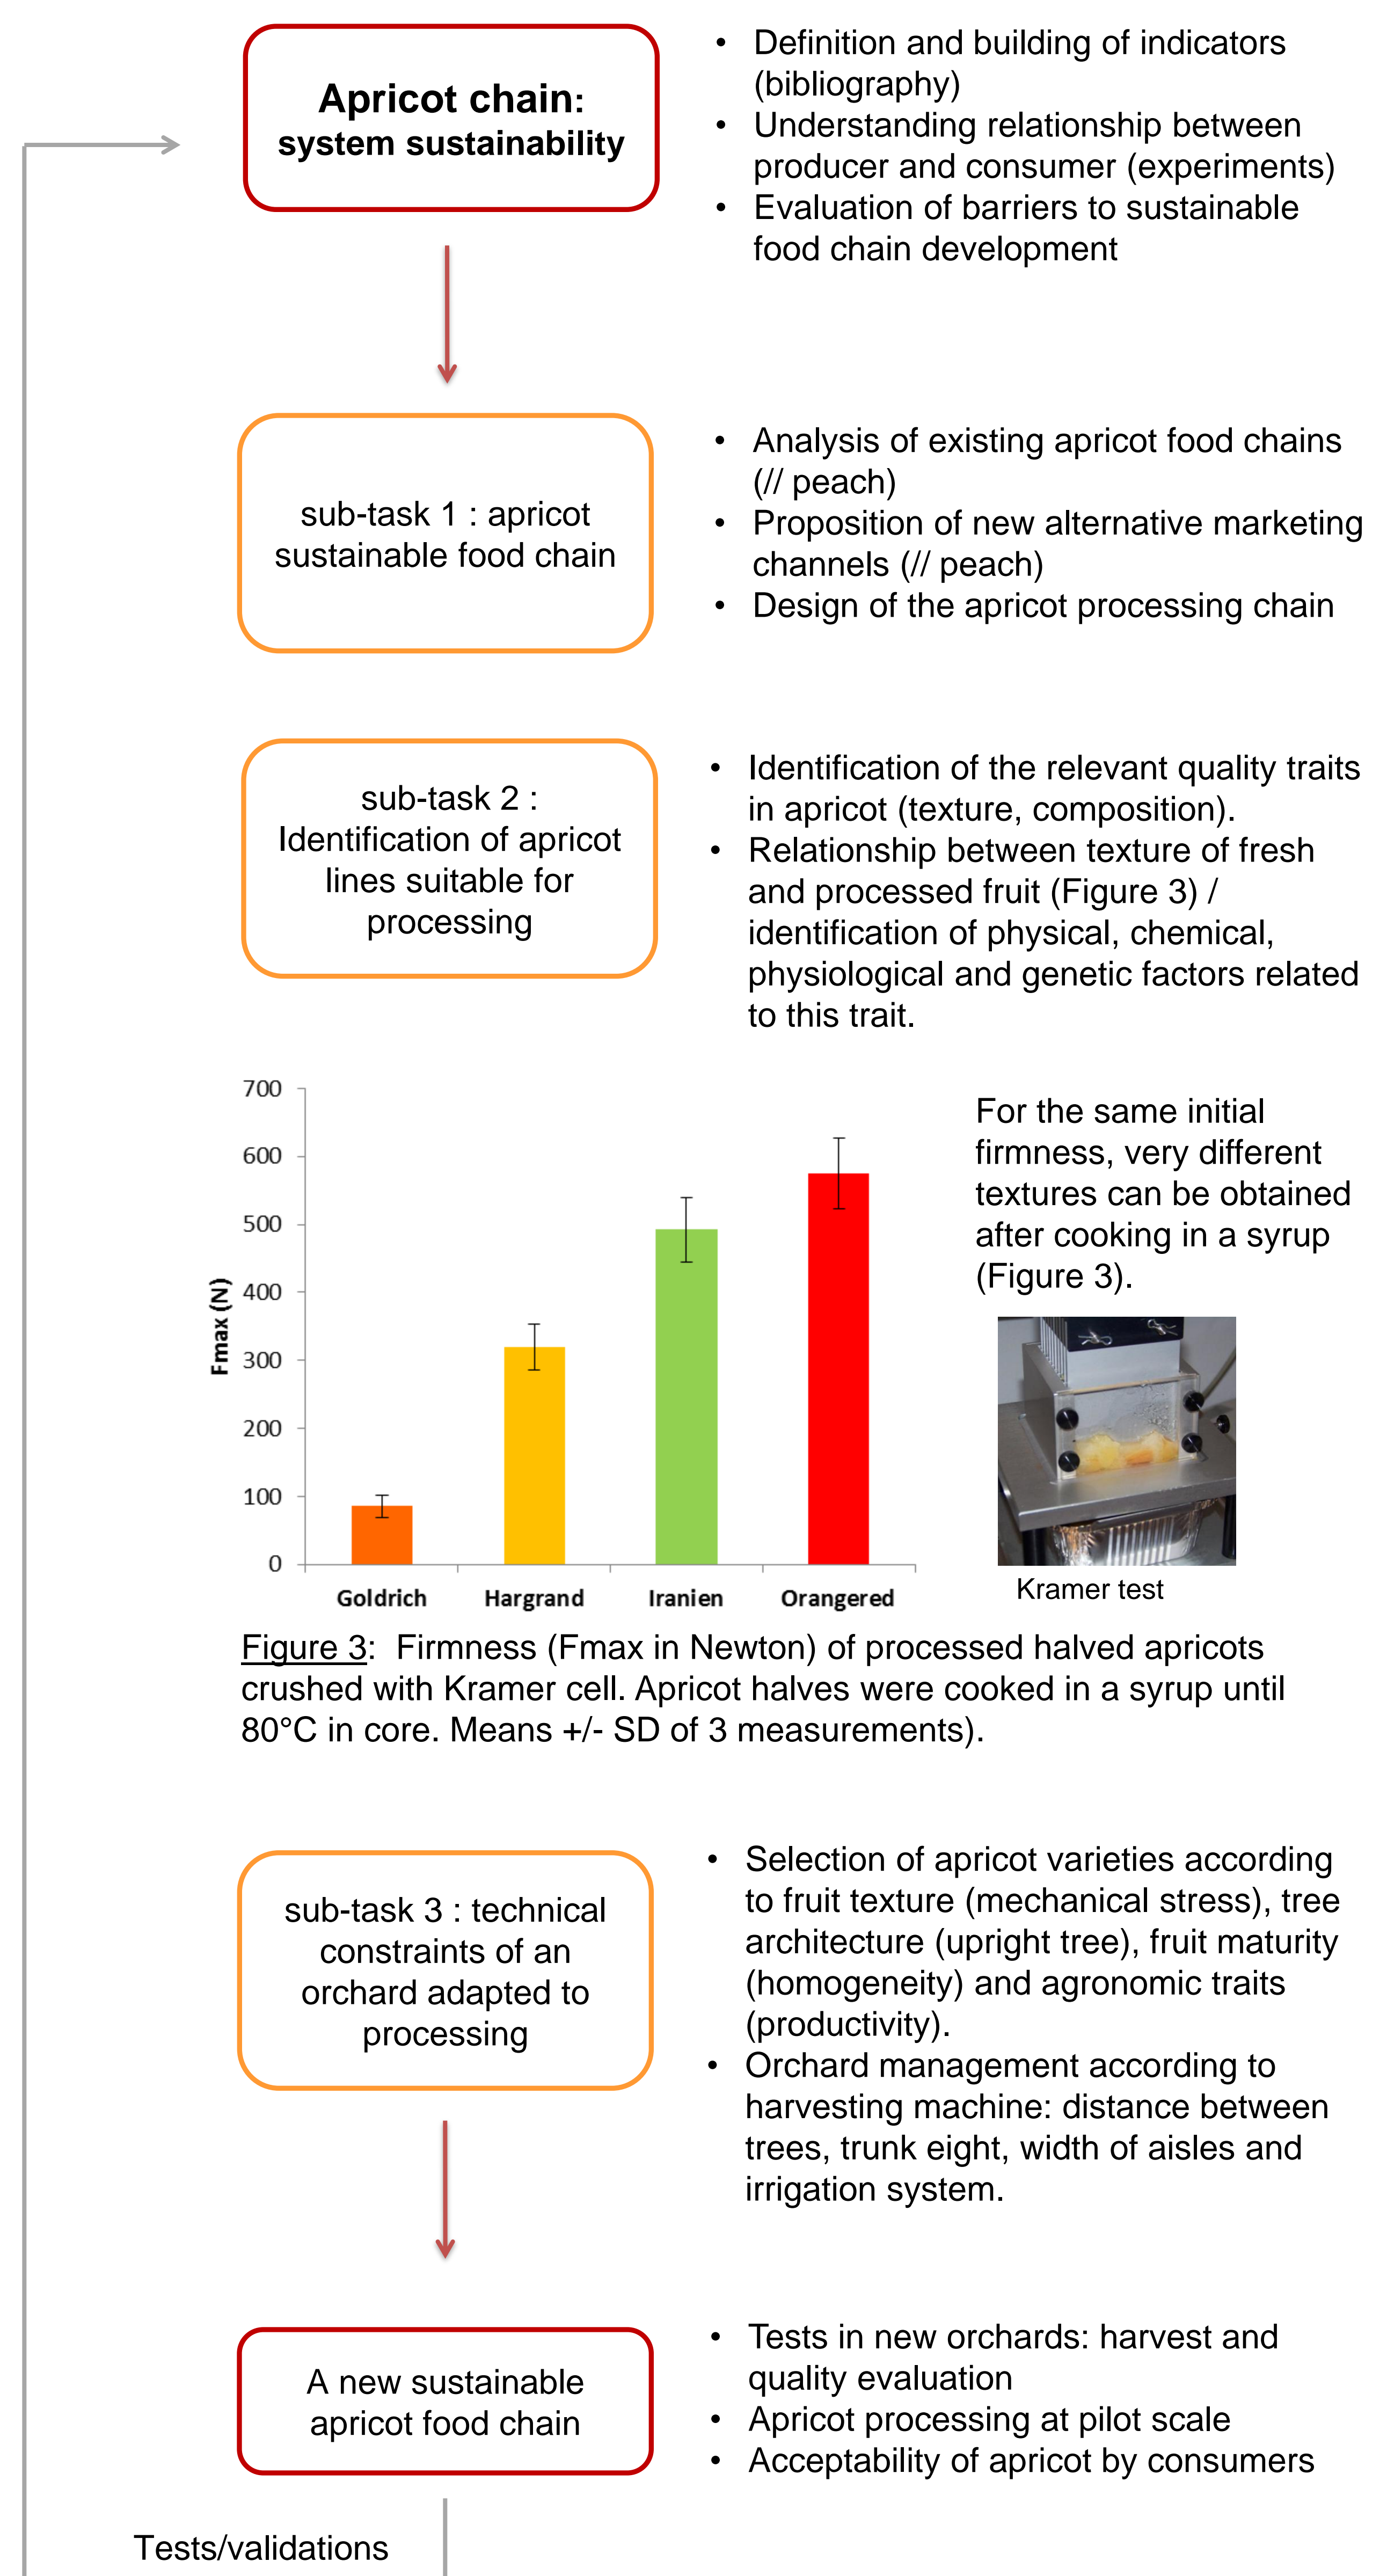 Apricot chain:
system sustainability
• Definition and building of indicators
(bibliography)
• Understanding relationship between
producer and consumer (experiments)
• Evaluation of barriers to sustainable
food chain development
sub-task 1 : apricot
sustainable food chain
• Analysis of existing apricot food chains
(// peach)
• Proposition of new alternative marketing
channels (// peach)
• Design of the apricot processing chain
sub-task 2 :
Identification of apricot
lines suitable for
processing
• Identification of the relevant quality traits
in apricot (texture, composition).
• Relationship between texture of fresh
and processed fruit (Figure 3) /
identification of physical, chemical,
physiological and genetic factors related
to this trait.
Fmax (N)
700
600
500
400
300
200
100
0
Goldrich Hargrand Iranien Orangered
For the same initial
firmness, very different
textures can be obtained
after cooking in a syrup
(Figure 3).
Kramer test
Figure 3: Firmness (Fmax in Newton) of processed halved apricots
crushed with Kramer cell. Apricot halves were cooked in a syrup until
80°C in core. Means +/- SD of 3 measurements).
sub-task 3 : technical
constraints of an
orchard adapted to
processing
• Selection of apricot varieties according
to fruit texture (mechanical stress), tree
architecture (upright tree), fruit maturity
(homogeneity) and agronomic traits
(productivity).
• Orchard management according to
harvesting machine: distance between
trees, trunk eight, width of aisles and
irrigation system.
A new sustainable
apricot food chain
• Tests in new orchards: harvest and
quality evaluation
• Apricot processing at pilot scale
• Acceptability of apricot by consumers
Tests/validations